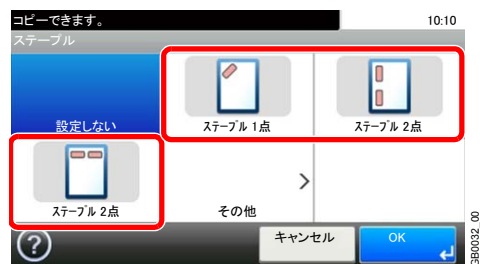 コピーできます。 10:10
ステープル
設定しない ステープル 1点 ステープル 2点
ステープル 2点 その他
キャンセル OK
GB0032_00